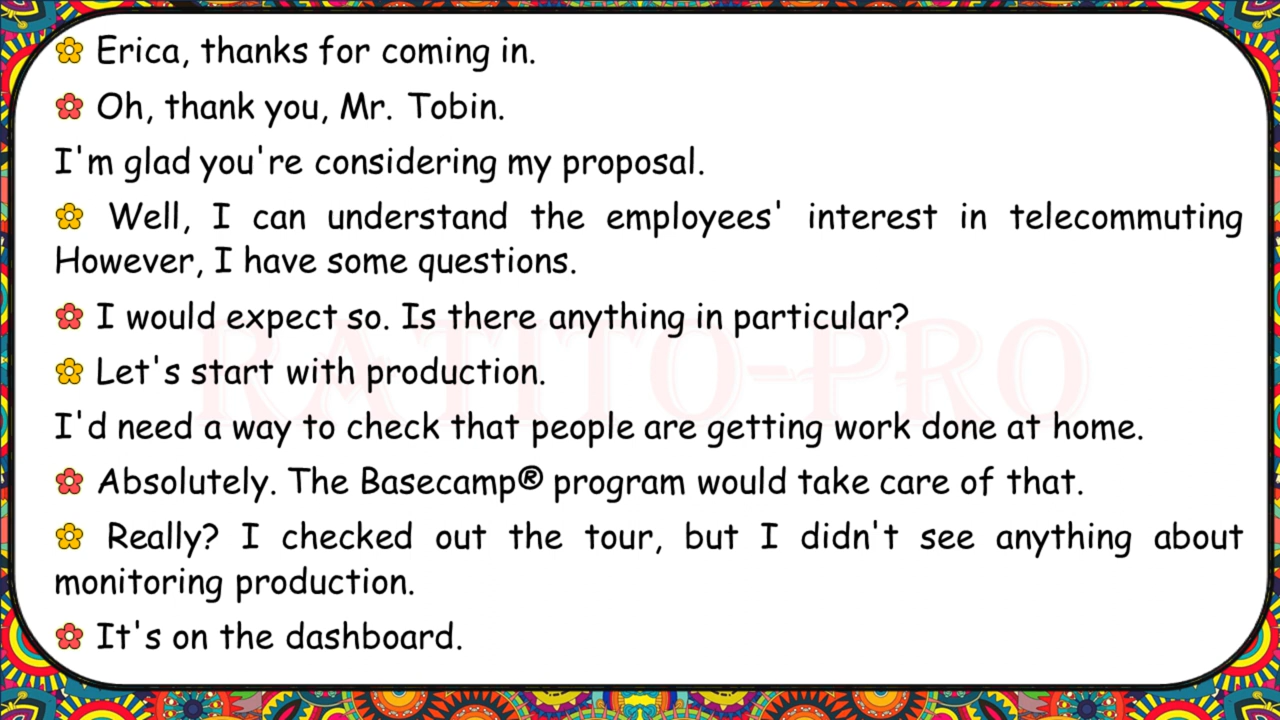 Erica, thanks for coming in.
Oh, thank you, Mr. Tobin.
I'm glad you're considering my proposal.
Well, I can understand the employees' interest in telecommuting
However, I have some questions.
I would expect so. Is there anything in particular?
Let's start with production.
I'd need a way to check that people are getting work done at home.
Absolutely. The Basecamp® program would take care of that.
Really? I checked out the tour, but I didn't see anything about
monitoring production.
It's on the dashboard.
RATITO-PRO